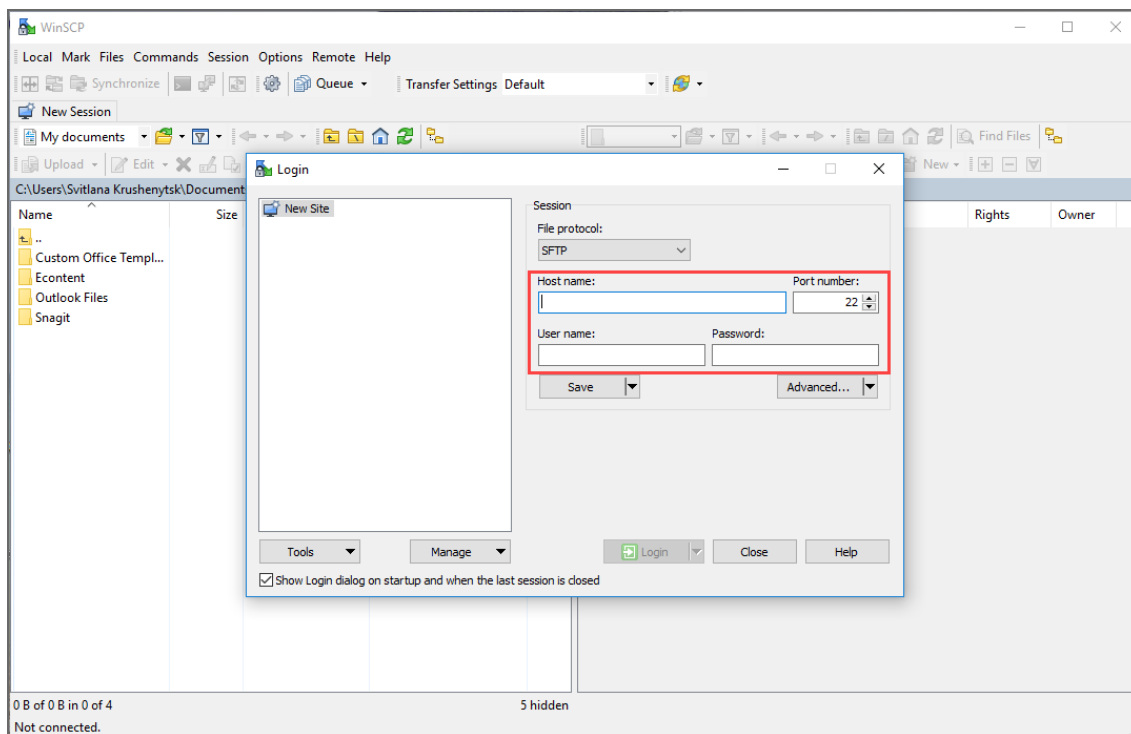 WinSCP
Local Mark Files Commands Session Options Remote Help
Synchronize Queue Transfer Settings Default
New Session
My documents Find Files
Upload Edit New
C:\Users\Svitlana Krushenytsk\Document
Name Size Rights Owner
..
Custom Office Templ...
Econtent
Outlook Files
Snagit
Login
New Site
Session
File protocol:
SFTP
Host name: Port number:
22
User name: Password:
Save Advanced...
Tools Manage Login Close Help
Show Login dialog on startup and when the last session is closed
0 B of 0 B in 0 of 4 5 hidden
Not connected.